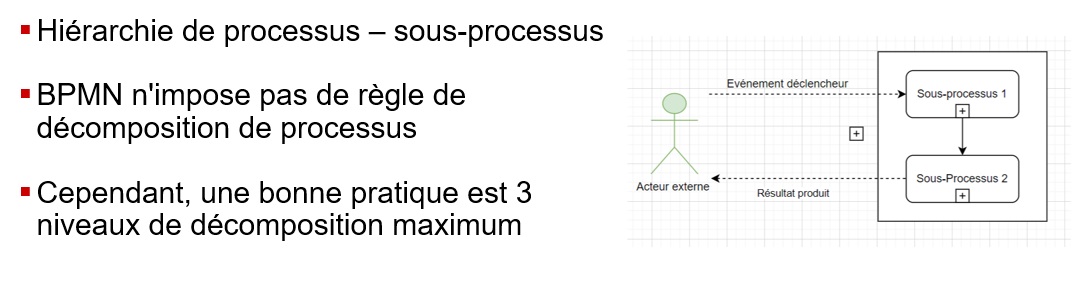 Hiérarchie de processus – sous-processus
BPMN n'impose pas de règle de
décomposition de processus
Cependant, une bonne pratique est 3
niveaux de décomposition maximum
Evénement déclencheur
Sous-processus 1
Acteur externe
Résultat produit
Sous-Processus 2